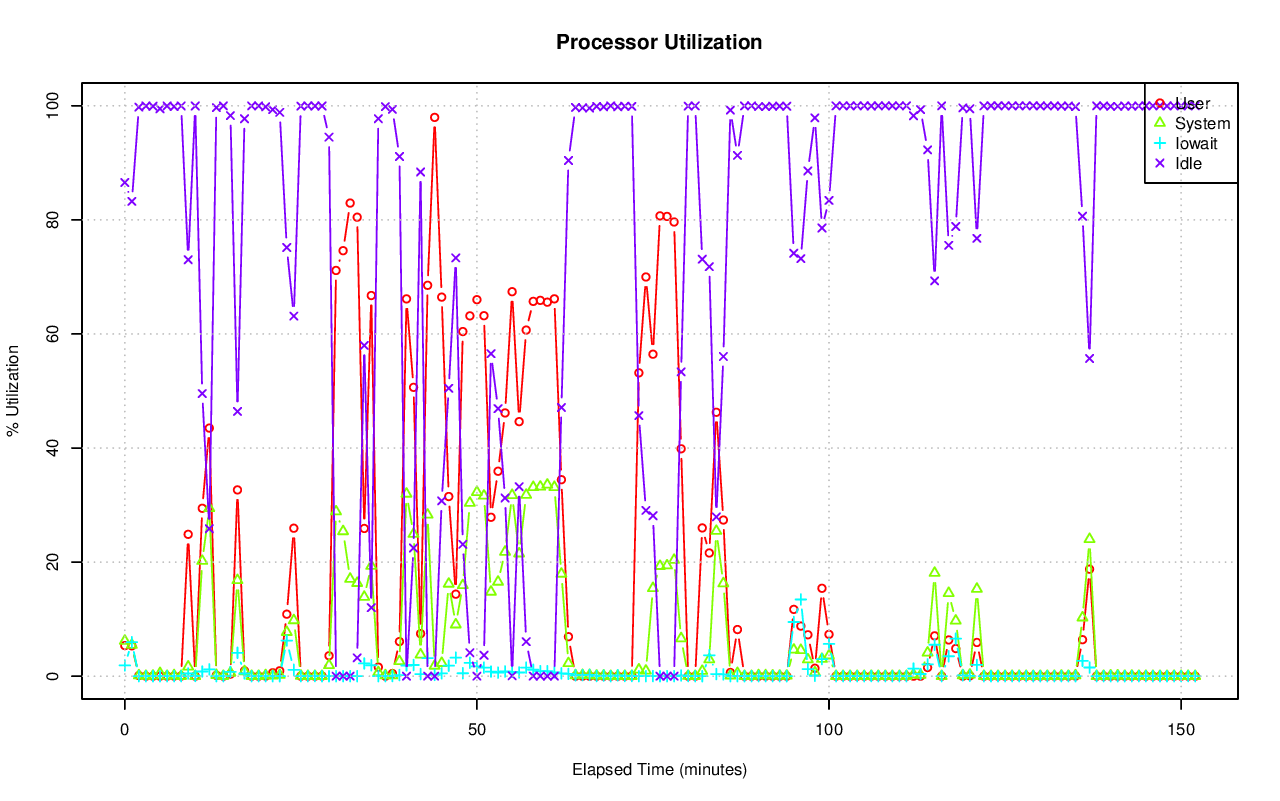 Processor Utilization
% Utilization
100
80
60
40
20
0
User
System
Iowait
Idle
0
50
100
150
Elapsed Time (minutes)